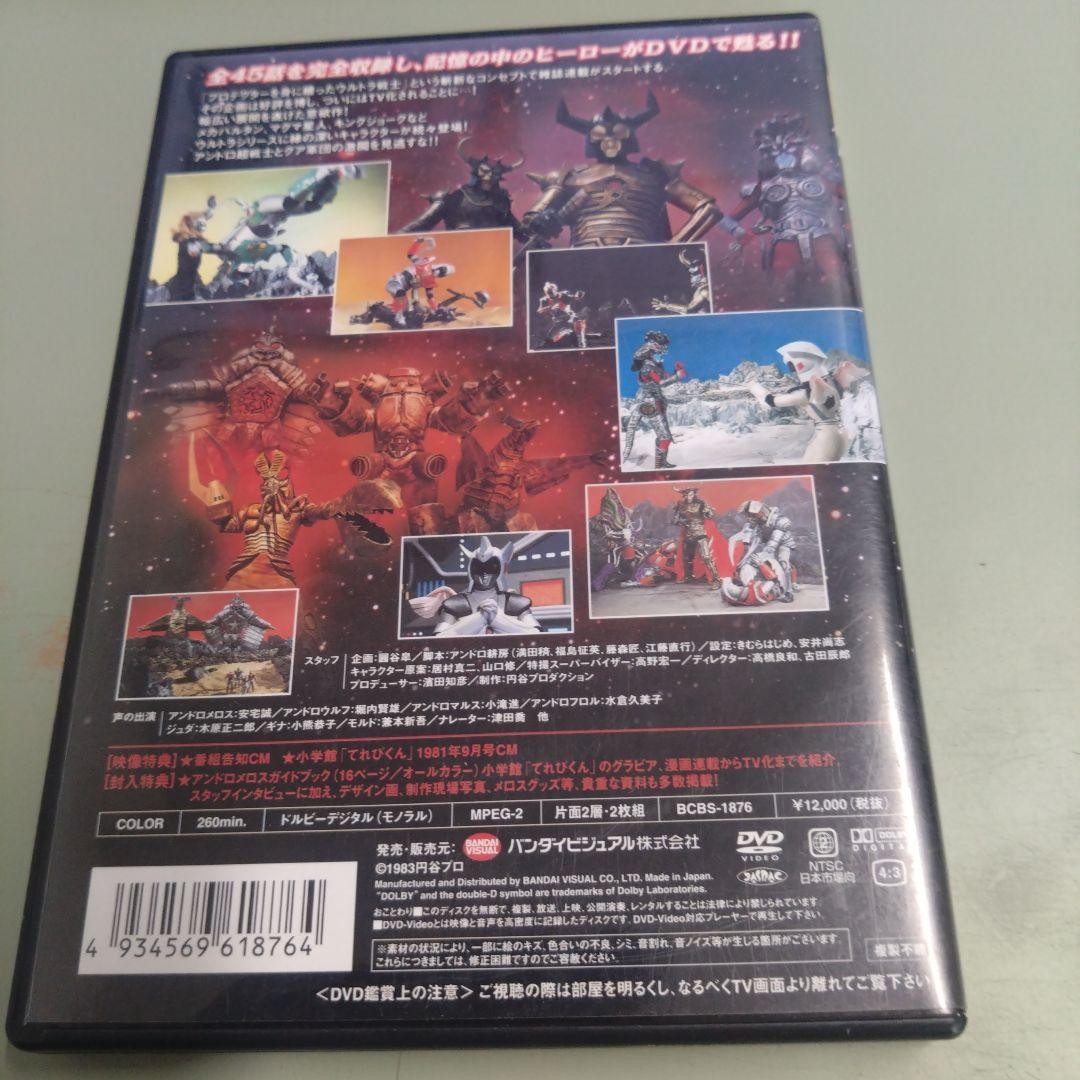 全45話を完全収録し、記憶の中のヒーローがDVDで甦る!!
「プロテクターを身に纏ったウルトラ戦士」という斬新なコンセプトで雑誌連載がスタートする。
その企画は好評を博し、ついにはTV化されることに…!
幅広い展開を遂げた意欲作!
メカバルタン、マグマ星人、キングジョーグなど
ウルトラシリーズに縁の深いキャラクターが続々登場!
アンドロ超戦士とグア軍団の激闘を見逃すな!!
スタッフ 企画:円谷皐/脚本:アンドロ耕房(満田𥝱、福島征英、藤森匠、江藤直行)/設定:きむらはじめ、安井尚志
キャラクター原案:居村真二、山口修/特撮スーパーバイザー:高野宏一/ディレクター:高橋良和、古田辰郎
プロデューサー:濱田知彦/制作:円谷プロダクション
声の出演 アンドロメロス:安宅誠/アンドロウルフ:堀内賢雄/アンドロマルス:小滝進/アンドロフロル:水倉久美子/
ジュダ:木原正二郎/ギナ:小熊恭子/モルド:兼本新吾/ナレーター:津田喬 他
[映像特典]★番組告知CM ★小学館「てれびくん」1981年9月号CM
[封入特典]★アンドロメロスガイドブック(16ページ/オールカラー)小学館「てれびくん」のグラビア、漫画連載からTV化までを紹介、
スタッフインタビューに加え、デザイン画、制作現場写真、メロスグッズ等、貴重な資料も多数掲載!
COLOR 260min. ドルビーデジタル(モノラル) MPEG-2 片面2層・2枚組 BCBS-1876 ¥12,000(税抜)
発売・販売元: BANDAI VISUAL バンダイビジュアル株式会社
©1983円谷プロ
DVD VIDEO
2
NTSC
日本市場向
DOLBY DIGITAL
JASRAC
4:3
Manufactured and Distributed by BANDAI VISUAL CO., LTD. Made in Japan.
"DOLBY" and the double-D symbol are trademarks of Dolby Laboratories.
おことわり■このディスクを無断で、複製、放送、上映、公開演奏、レンタルすることは法律により禁じられています。
■DVD-Videoとは映像と音声を高密度に記録したディスクです。DVD-Video対応プレーヤーで再生して下さい。
※素材の状況により、一部に絵のキズ、色合いの不良、シミ、音割れ、音ノイズ等が生じる箇所がございます。
これらにつきましては、修正困難ですのでご容赦ください。
複製不能
4 934569 618764
<DVD鑑賞上の注意>ご視聴の際は部屋を明るくし、なるべくTV画面より離れてご覧下さい